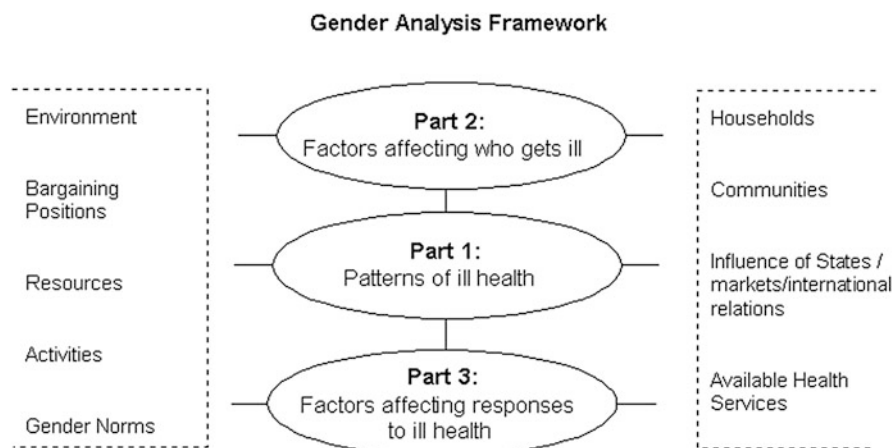 Gender Analysis Framework
Environment
Bargaining
Positions
Resources
Activities
Gender Norms
Part 2:
Factors affecting who gets ill
Part 1:
Patterns of ill health
Part 3:
Factors affecting responses
to ill health
Households
Communities
Influence of States /
markets/international
relations
Available Health
Services